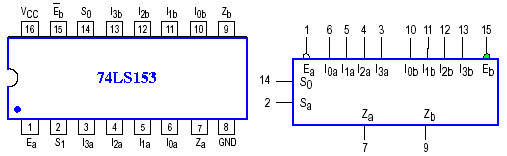 VCC E̅b S0 I3b I2b I1b I0b Zb
16 15 14 13 12 11 10 9
74LS153
1 2 3 4 5 6 7 8
Ea S1 I3a I2a I1a I0a Za GND
1 6 5 4 3 10 11 12 13 15
Ea I0a I1a I2a I3a I0b I1b I2b I3b Eb
14 S0
2 Sa
Za Zb
7 9